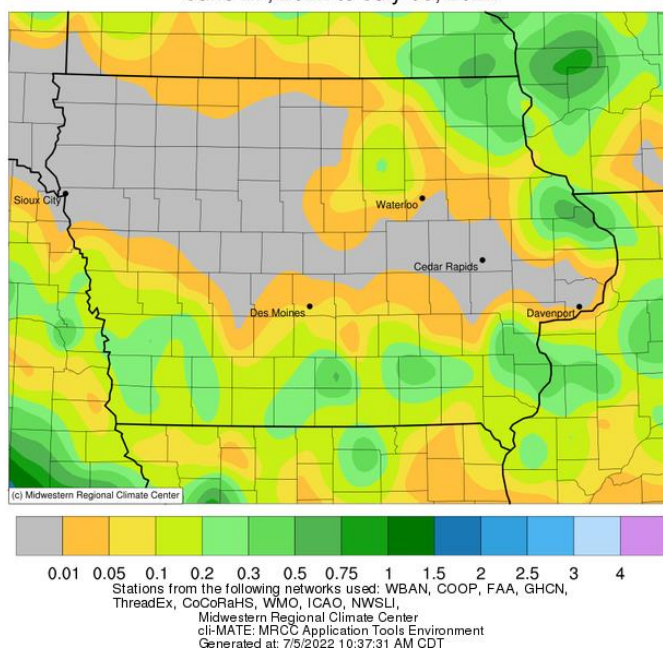 Sioux City
Waterloo
Cedar Rapids
Des Moines
Davenport
(c) Midwestern Regional Climate Center
0.01 0.05 0.1 0.2 0.3 0.5 0.75 1 1.5 2 2.5 3 4
Stations from the following networks used: WBAN, COOP, FAA, GHCN,
ThreadEx, CoCoRaHS, WMO, ICAO, NWSLI,
Midwestern Regional Climate Center
cli-MATE: MRCC Application Tools Environment
Generated at: 7/5/2022 10:37:31 AM CDT